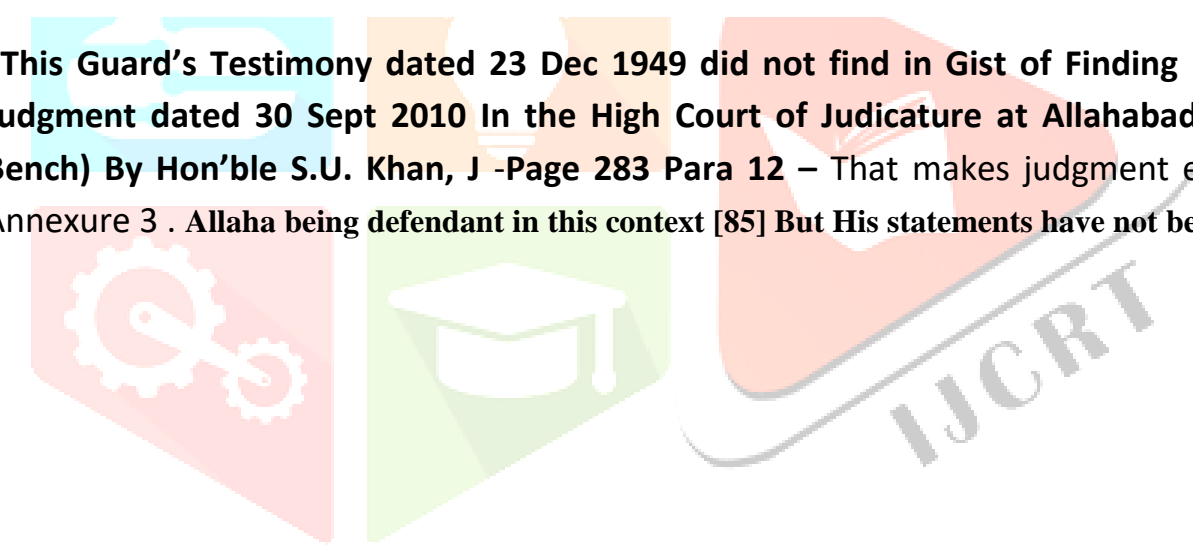 This Guard’s Testimony dated 23 Dec 1949 did not find in Gist of Finding
udgment dated 30 Sept 2010 In the High Court of Judicature at Allahabad
Bench) By Hon’ble S.U. Khan, J -Page 283 Para 12 – That makes judgment e
Annexure 3 . Allaha being defendant in this context [85] But His statements have not be
IJCRT